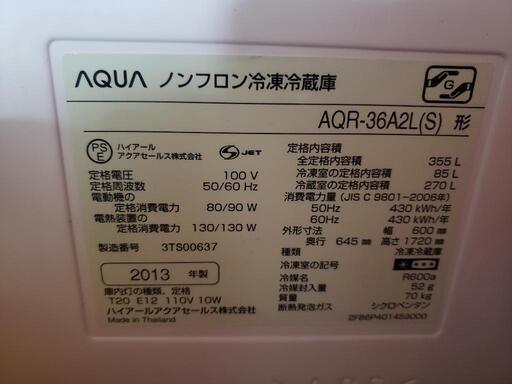 AQUA ノンフロン冷凍冷蔵庫
G
AQR-36A2L(S) 形
PS
E
ハイアール
アクアセールス株式会社
JET
定格電圧 100 V
定格周波数 50/60 Hz
電動機の
定格消費電力 80/90 W
電熱装置の
定格消費電力 130/130 W
製造番号 3TS00637
2013 年製
庫内灯の種類、定格
T20 E12 110V 10W
ハイアールアクアセールス株式会社
Made in Thailand
定格内容積
全定格内容積 355 L
冷凍室の定格内容積 85 L
冷蔵室の定格内容積 270 L
消費電力量(JIS C 9801-2006年)
50Hz 430 kWh/年
60Hz 430 kWh/年
外形寸法 幅 600 mm
奥行 645 mm 高さ 1720 mm
種類 冷凍冷蔵庫
冷凍室の記号
冷媒名 R600a
冷媒封入量 52 g
質量 70 kg
断熱発泡ガス シクロペンタン
2FB6P401459000